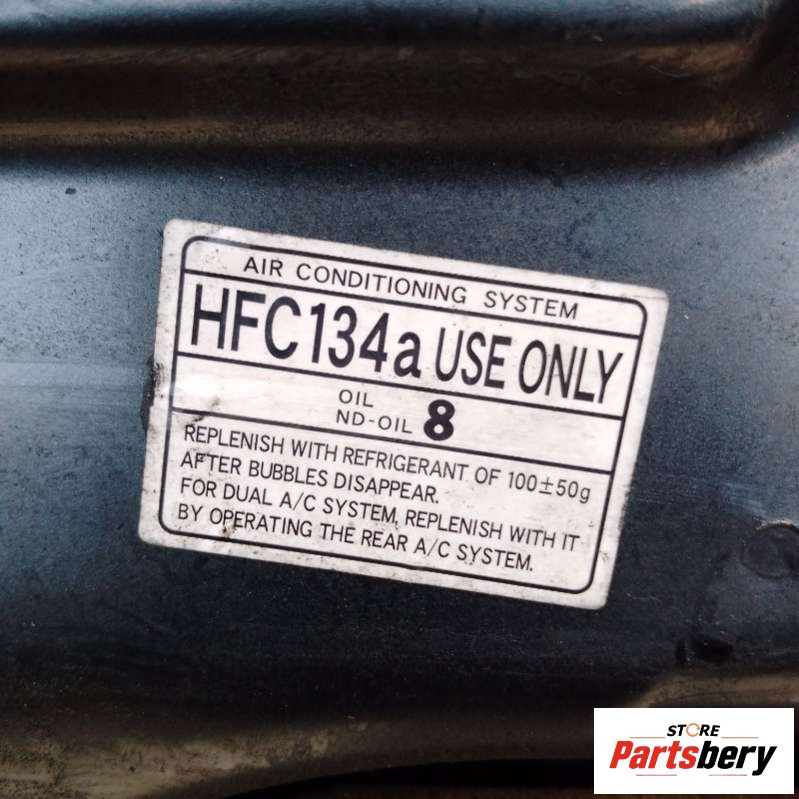 AIR CONDITIONING SYSTEM
HFC134a USE ONLY
OIL
ND-OIL 8
REPLENISH WITH REFRIGERANT OF 100±50g
AFTER BUBBLES DISAPPEAR.
FOR DUAL A/C SYSTEM, REPLENISH WITH IT
BY OPERATING THE REAR A/C SYSTEM.
STORE
Partsbery